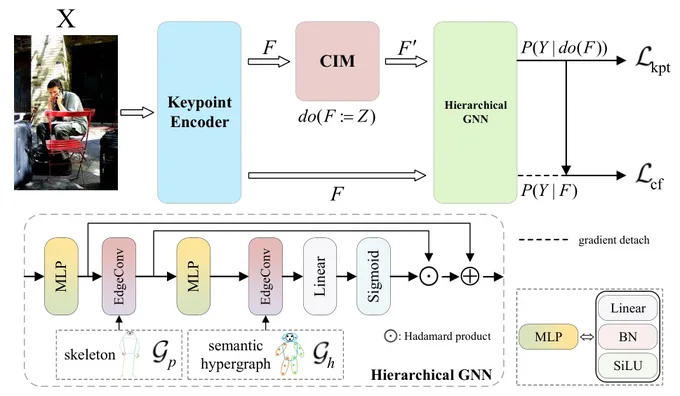 X
Keypoint
Encoder
F
CIM
F′
do(F := Z)
F
Hierarchical
GNN
P(Y | do(F))
ℒkpt
P(Y | F)
ℒcf
gradient detach
MLP
EdgeConv
MLP
EdgeConv
Linear
Sigmoid
skeleton
𝒢p
semantic
hypergraph
𝒢h
⊙: Hadamard product
Hierarchical GNN
MLP
Linear
BN
SiLU